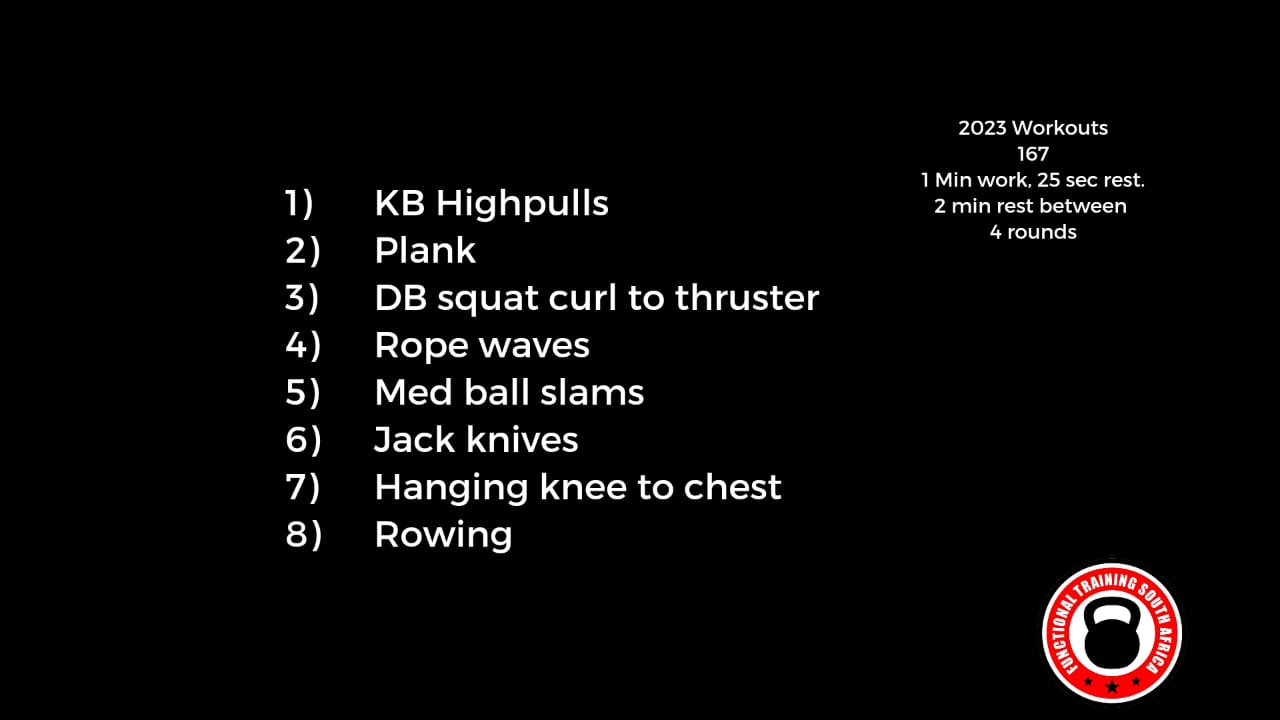 2023 Workouts
167
1 Min work, 25 sec rest.
2 min rest between
4 rounds
1) KB Highpulls
2) Plank
3) DB squat curl to thruster
4) Rope waves
5) Med ball slams
6) Jack knives
7) Hanging knee to chest
8) Rowing
FUNCTIONAL TRAINING SOUTH AFRICA